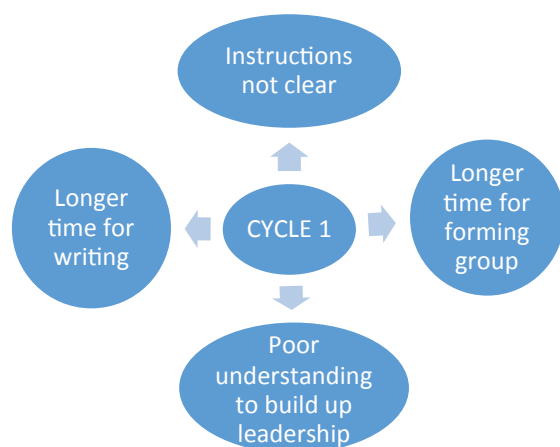 Instructions
not clear
Longer
time for
writing
CYCLE 1
Longer
time for
forming
group
Poor
understanding
to build up
leadership